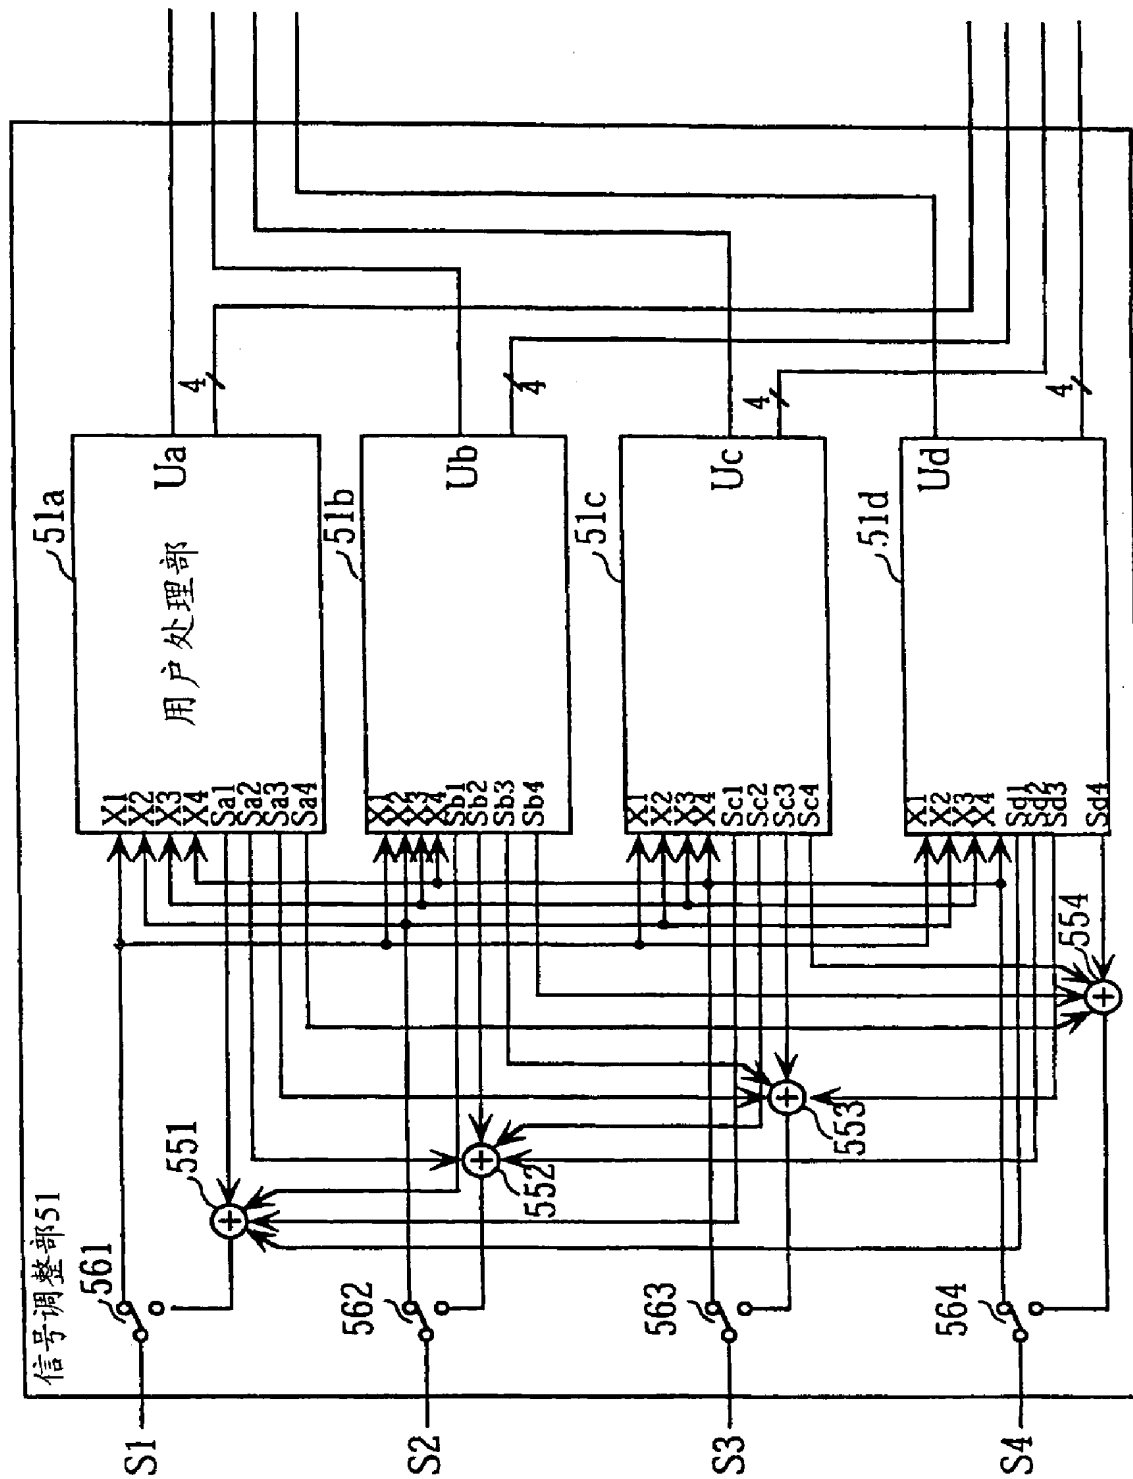 信号调整部51
S1
561
551
X1
X2
X3
X4
Sa1
Sa2
Sa3
Sa4
用户处理部
51a
Ua
4
S2
562
552
X1
X2
X3
X4
Sb1
Sb2
Sb3
Sb4
51b
Ub
4
S3
563
553
X1
X2
X3
X4
Sc1
Sc2
Sc3
Sc4
51c
Uc
4
S4
564
554
X1
X2
X3
X4
Sd1
Sd2
Sd3
Sd4
51d
Ud
4